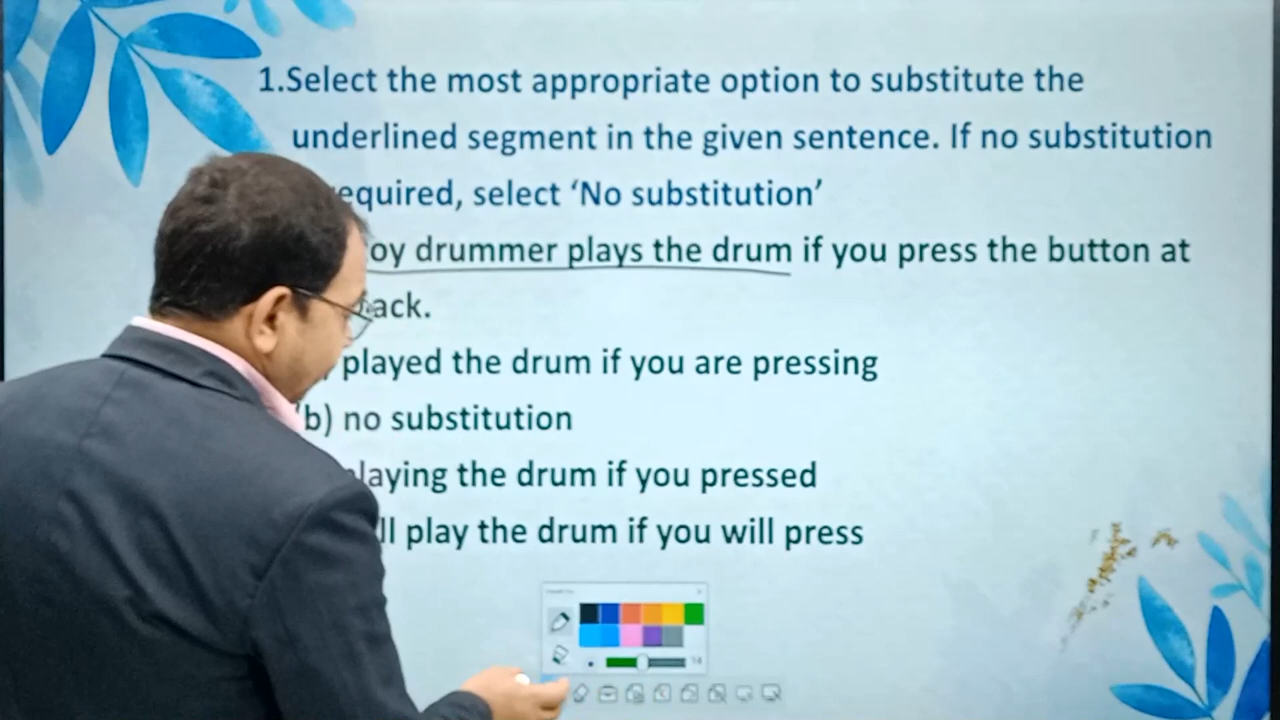 1.Select the most appropriate option to substitute the
underlined segment in the given sentence. If no substitution
equired, select ‘No substitution’
oy drummer plays the drum if you press the button at
ack.
played the drum if you are pressing
b) no substitution
laying the drum if you pressed
ll play the drum if you will press